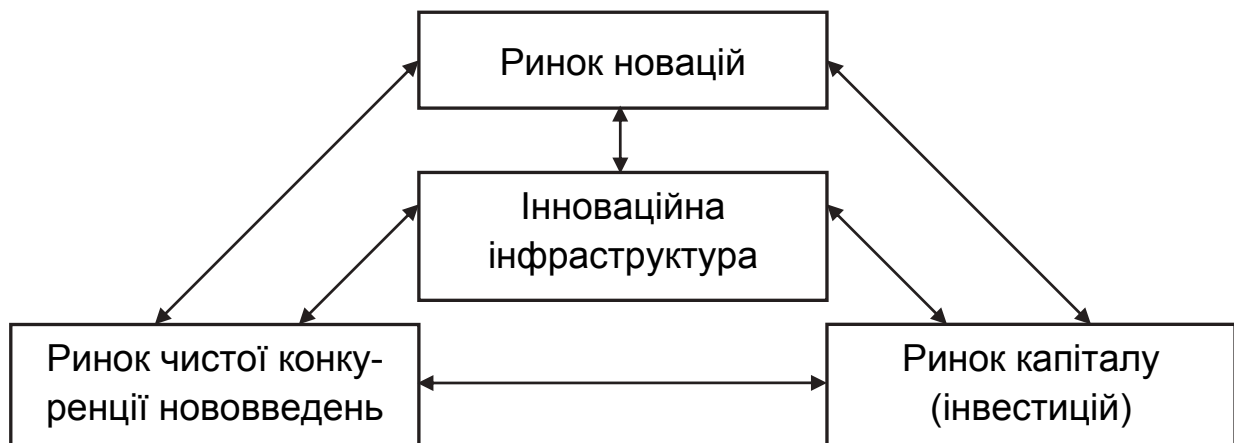 Ринок новацій
Інноваційна
інфраструктура
Ринок чистої конку-
ренції нововведень
Ринок капіталу
(інвестицій)